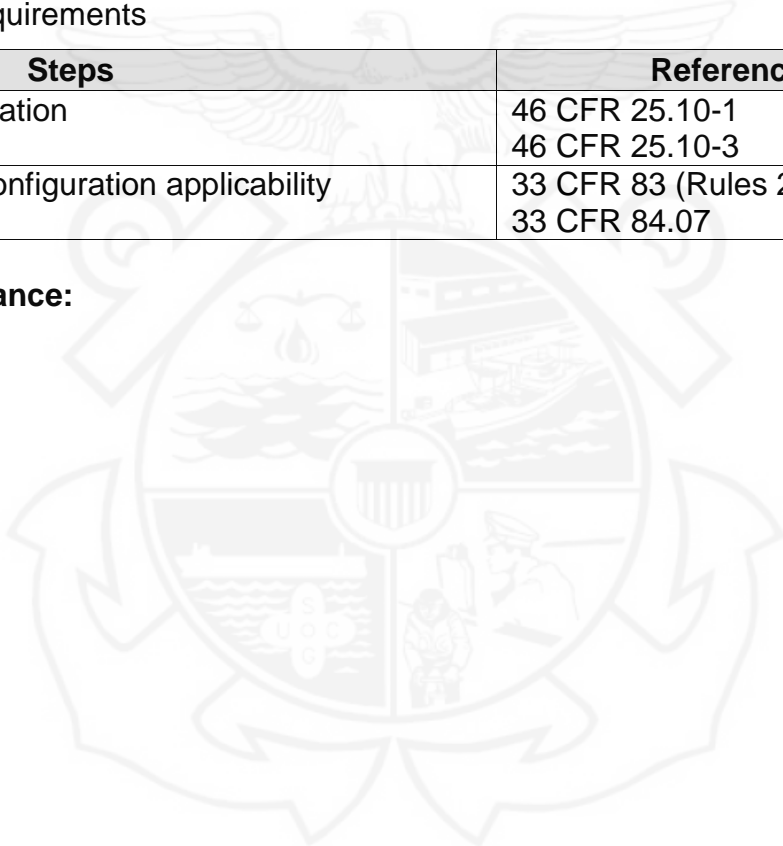 quirements
Steps Referenc
ation 46 CFR 25.10-1
46 CFR 25.10-3
onfiguration applicability 33 CFR 83 (Rules 2
33 CFR 84.07
ance:
S
U O C
G